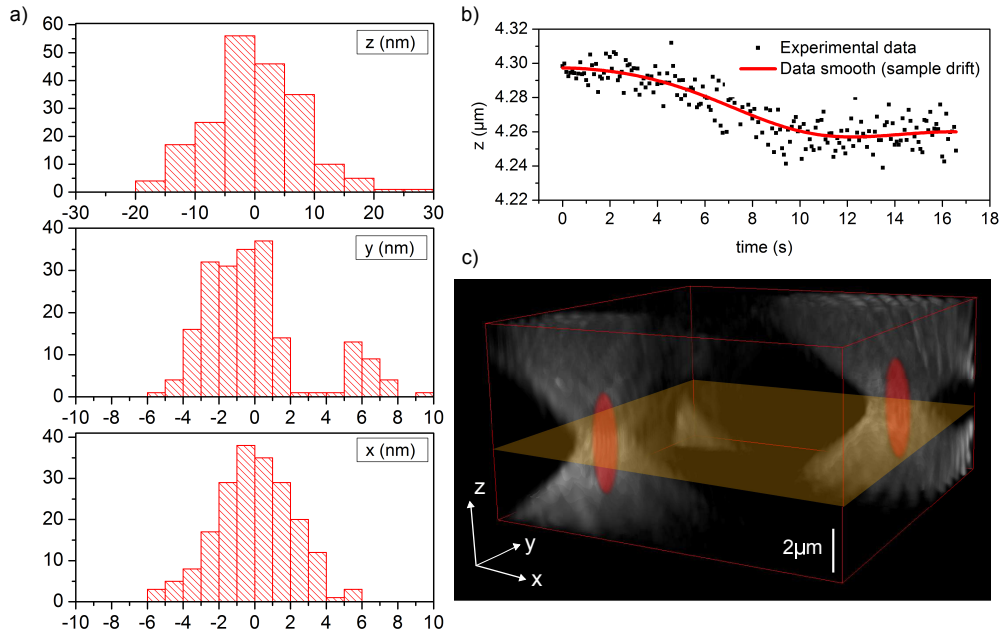 a)
z (nm)
60
50
40
30
20
10
0
-30 -20 -10 0 10 20 30
y (nm)
40
30
20
10
0
-10 -8 -6 -4 -2 0 2 4 6 8 10
x (nm)
40
30
20
10
0
-10 -8 -6 -4 -2 0 2 4 6 8 10
b)
4.32
4.30
4.28
4.26
4.24
4.22
z (µm)
Experimental data
Data smooth (sample drift)
0 2 4 6 8 10 12 14 16 18
time (s)
c)
z
y
x
2µm